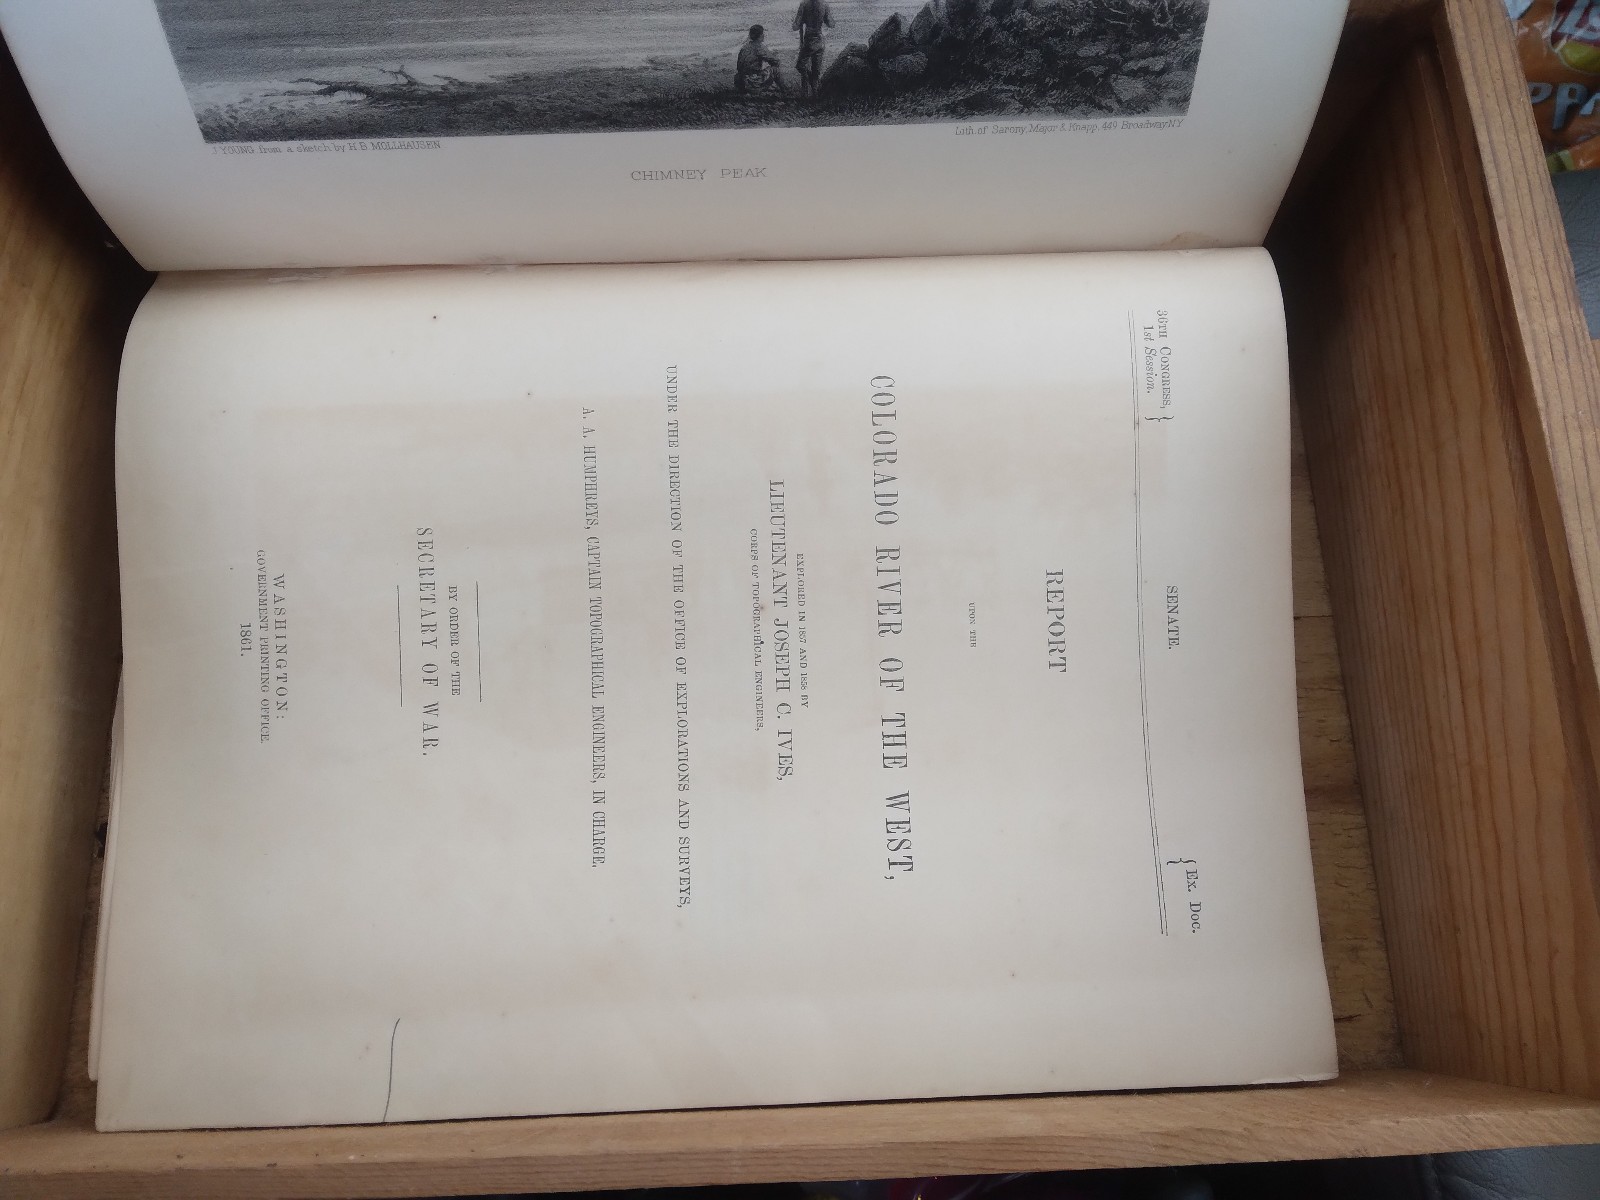 J. YOUNG from a sketch by H. B. MOLLHAUSEN
Lith. of Sarony, Major & Knapp, 449 Broadway NY
CHIMNEY PEAK
36TH CONGRESS,
1st Session. }
SENATE.
{ Ex. Doc.
REPORT
UPON THE
COLORADO RIVER OF THE WEST,
EXPLORED IN 1857 AND 1858 BY
LIEUTENANT JOSEPH C. IVES,
CORPS OF TOPOGRAPHICAL ENGINEERS,
UNDER THE DIRECTION OF THE OFFICE OF EXPLORATIONS AND SURVEYS,
A. A. HUMPHREYS, CAPTAIN TOPOGRAPHICAL ENGINEERS, IN CHARGE.
BY ORDER OF THE
SECRETARY OF WAR.
WASHINGTON:
GOVERNMENT PRINTING OFFICE.
1861.